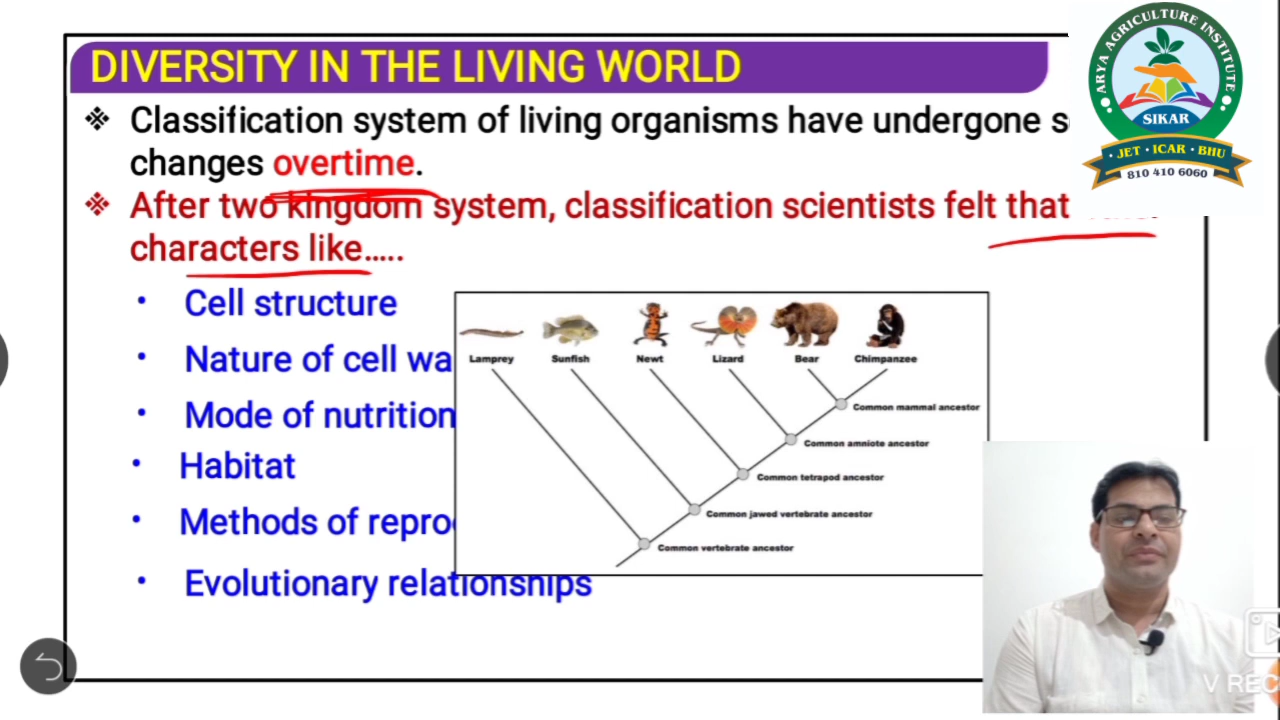 DIVERSITY IN THE LIVING WORLD
Classification system of living organisms have undergone
changes overtime.
After two kingdom system, classification scientists felt that
characters like.....
Cell structure
Nature of cell
Mode of nutrition
Habitat
Methods of
Evolutionary relationships
Lamprey Sunfish Newt Lizard Bear Chimpanzee
Common mammal ancestor
Common amniote ancestor
Common tetrapod ancestor
Common jawed vertebrate ancestor
Common vertebrate ancestor
ARYA AGRICULTURE INSTITUTE
SIKAR
• JET • ICAR • BHU
810 410 6060
V REC